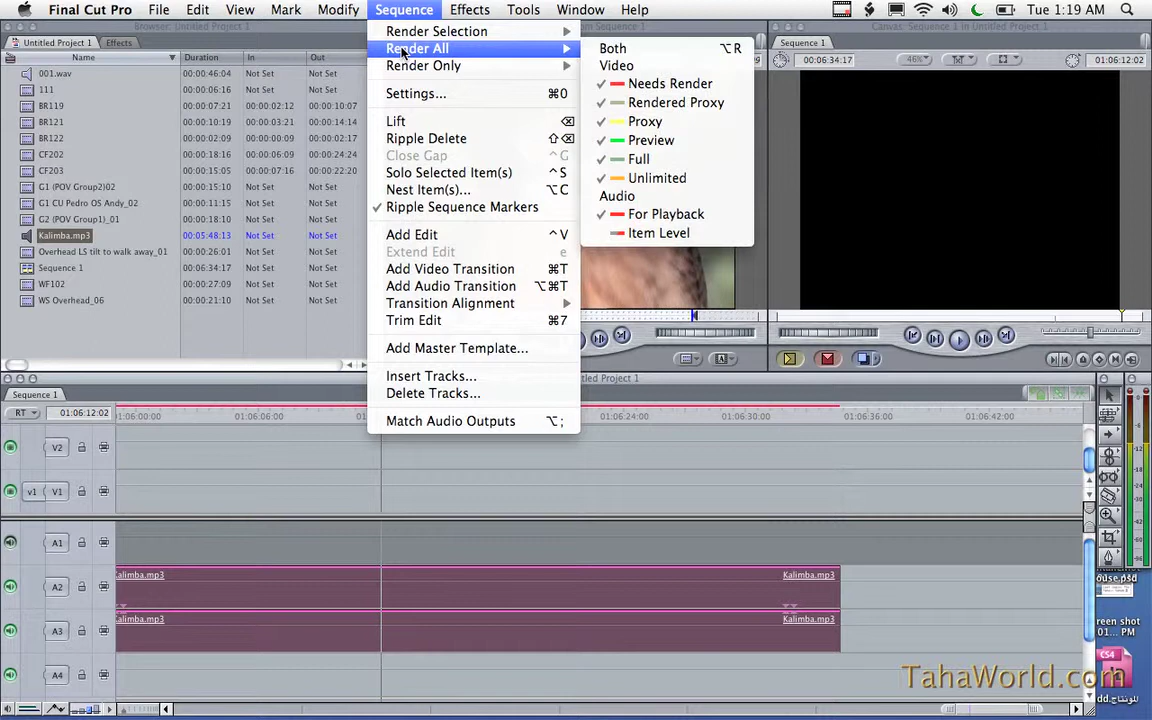 Final Cut Pro File Edit View Mark Modify Sequence Effects Tools Window Help Tue 1:19 AM
Untitled Project 1 Effects
Name Duration In Out
001.wav 00:00:46:04 Not Set Not Set
111 00:00:16:10 Not Set Not Set
BR119 00:00:07:21 00:00:02:12 00:00:10:07
BR121 00:00:10:24 00:00:03:21 00:00:14:14
BR122 00:00:02:09 00:00:00:09 00:00:02:17
CF202 00:00:18:16 00:00:06:09 00:00:24:24
CF203 00:00:15:05 00:00:07:16 00:00:22:20
G1 (POV Group2)02 00:00:15:10 Not Set Not Set
G1 CU Pedro OS Andy_02 00:00:15:24 Not Set Not Set
G2 (POV Group1)_01 00:00:18:10 Not Set Not Set
Kalimba.mp3 00:05:48:13 Not Set Not Set
Overhead LS tilt to walk away_01 00:00:26:01 Not Set Not Set
Sequence 1 00:06:34:17 Not Set Not Set
WF102 00:00:27:09 Not Set Not Set
WS Overhead_06 00:00:21:10 Not Set Not Set
Render Selection
Render All
Render Only
Settings... ⌘0
Lift ⌫
Ripple Delete ⇧⌫
Close Gap ^G
Solo Selected Item(s) ^S
Nest Item(s)... ⌥C
✓ Ripple Sequence Markers
Add Edit ^V
Extend Edit e
Add Video Transition ⌘T
Add Audio Transition ⌥⌘T
Transition Alignment
Trim Edit ⌘7
Add Master Template...
Insert Tracks...
Delete Tracks...
Match Audio Outputs ⌥;
Both ⌥R
Video
✓ Needs Render
✓ Rendered Proxy
✓ Proxy
✓ Preview
✓ Full
✓ Unlimited
Audio
✓ For Playback
Item Level
Sequence 1
00:06:34:17 46% 01:06:12:02
Sequence 1
RT 01:06:12:02 01:06:00:00 01:06:06:00 01:06:24:00 01:06:30:00 01:06:36:00 01:06:42:00
V2
v1 V1
A1
A2 Kalimba.mp3 Kalimba.mp3
A3 Kalimba.mp3 Kalimba.mp3
A4
ouse.psd
reen shot
01... PM
CS4
المونتاج.dd
TahaWorld.com